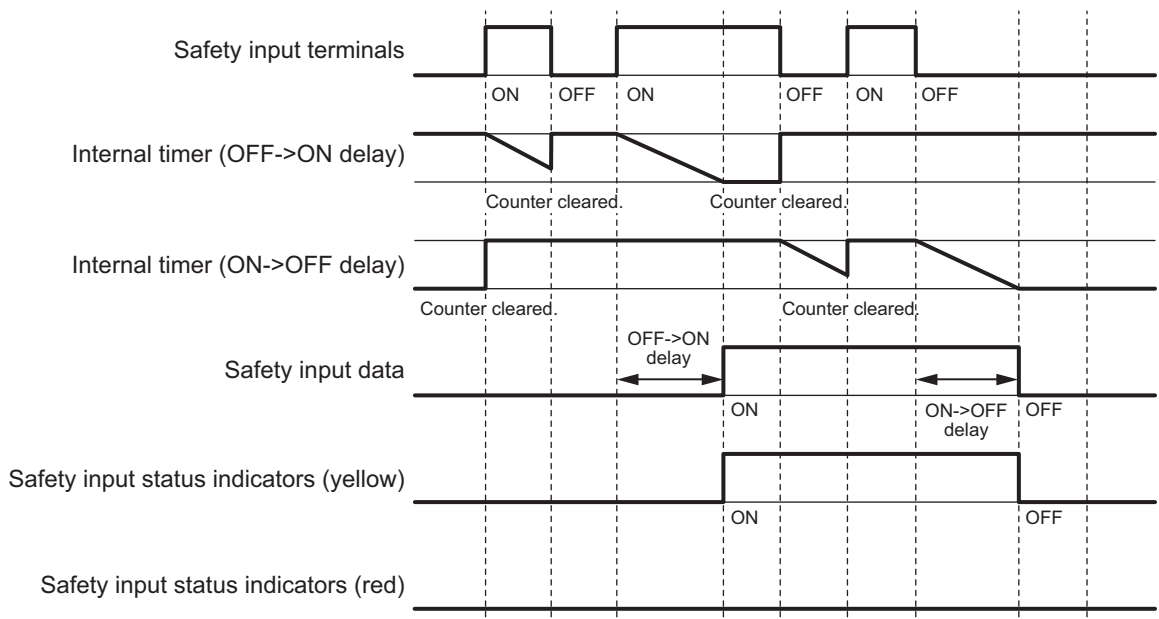 Safety input terminals
ON OFF ON OFF ON OFF
Internal timer (OFF->ON delay)
Counter cleared. Counter cleared.
Internal timer (ON->OFF delay)
Counter cleared. Counter cleared.
OFF->ON
delay
Safety input data
ON ON->OFF OFF
delay
Safety input status indicators (yellow)
ON OFF
Safety input status indicators (red)